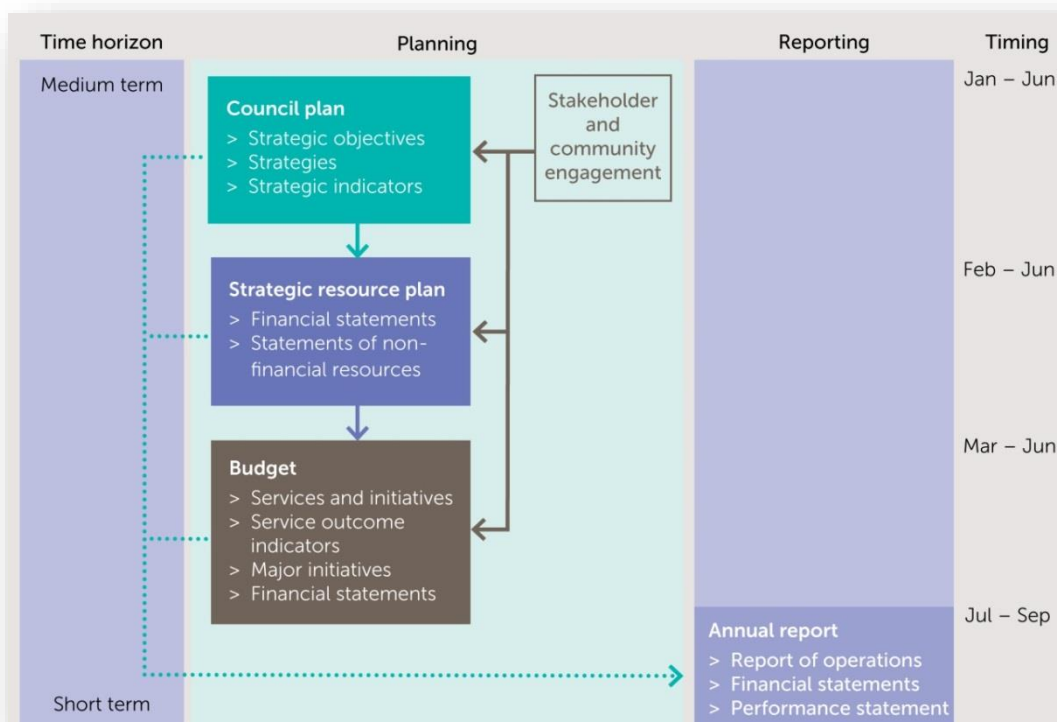 Time horizon
Planning
Reporting
Timing
Medium term
Council plan
> Strategic objectives
> Strategies
> Strategic indicators
Stakeholder
and
community
engagement
Jan – Jun
Strategic resource plan
> Financial statements
> Statements of non-
financial resources
Feb – Jun
Budget
> Services and initiatives
> Service outcome
indicators
> Major initiatives
> Financial statements
Mar – Jun
Short term
Annual report
> Report of operations
> Financial statements
> Performance statement
Jul – Sep